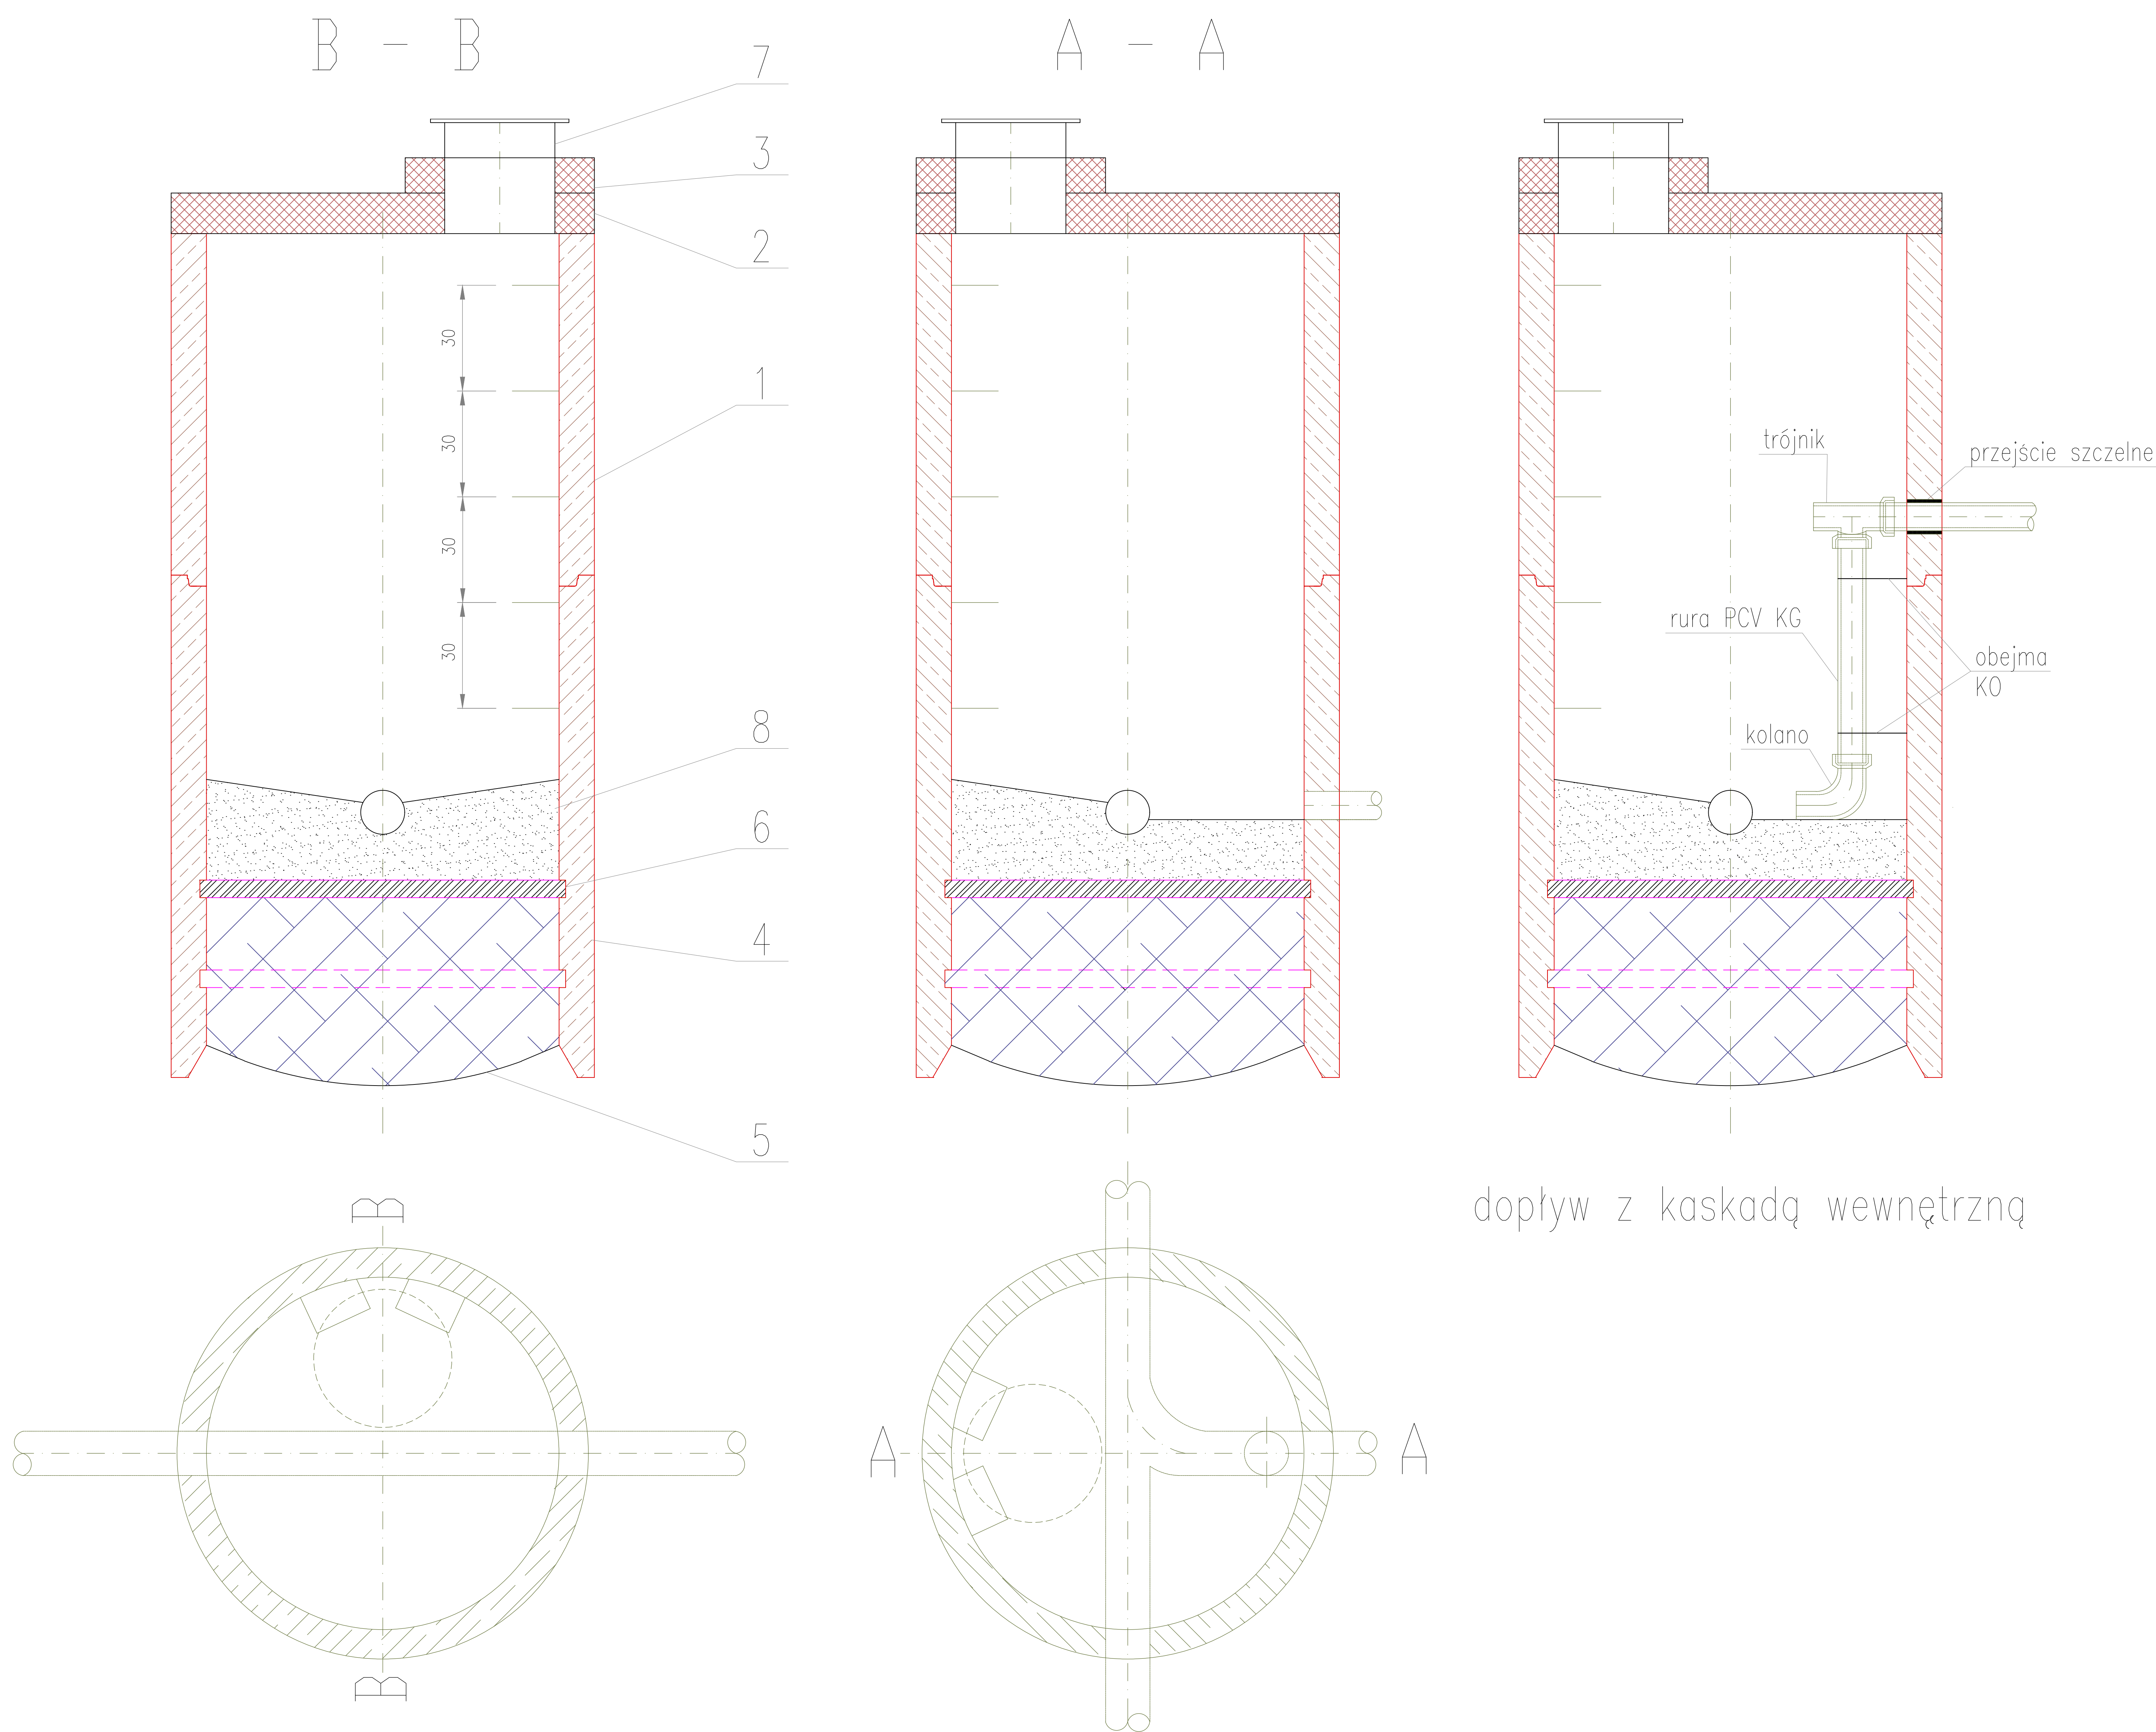 B - B
7
3
2
1
8
6
4
5
30
30
30
30
B
B
A - A
A
A
trójnik
przejście szczelne
rura PCV KG
obejma
KO
kolano
dopływ z kaskadą wewnętrzną